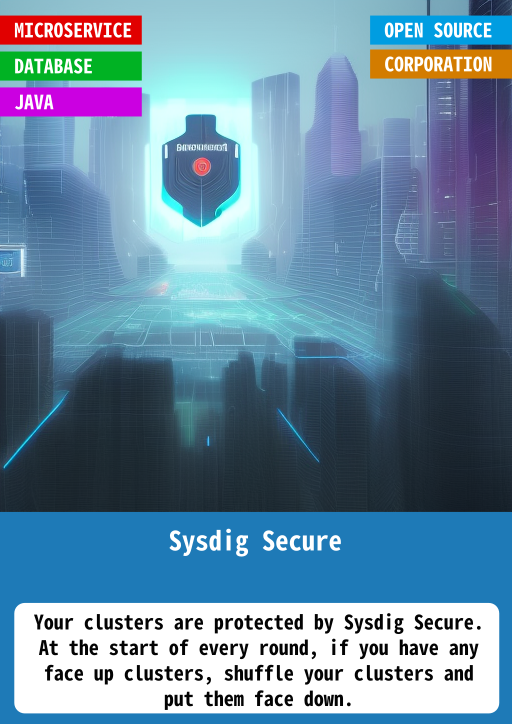 MICROSERVICE
OPEN SOURCE
DATABASE
CORPORATION
JAVA
Sysdig Secure
Your clusters are protected by Sysdig Secure.
At the start of every round, if you have any
face up clusters, shuffle your clusters and
put them face down.